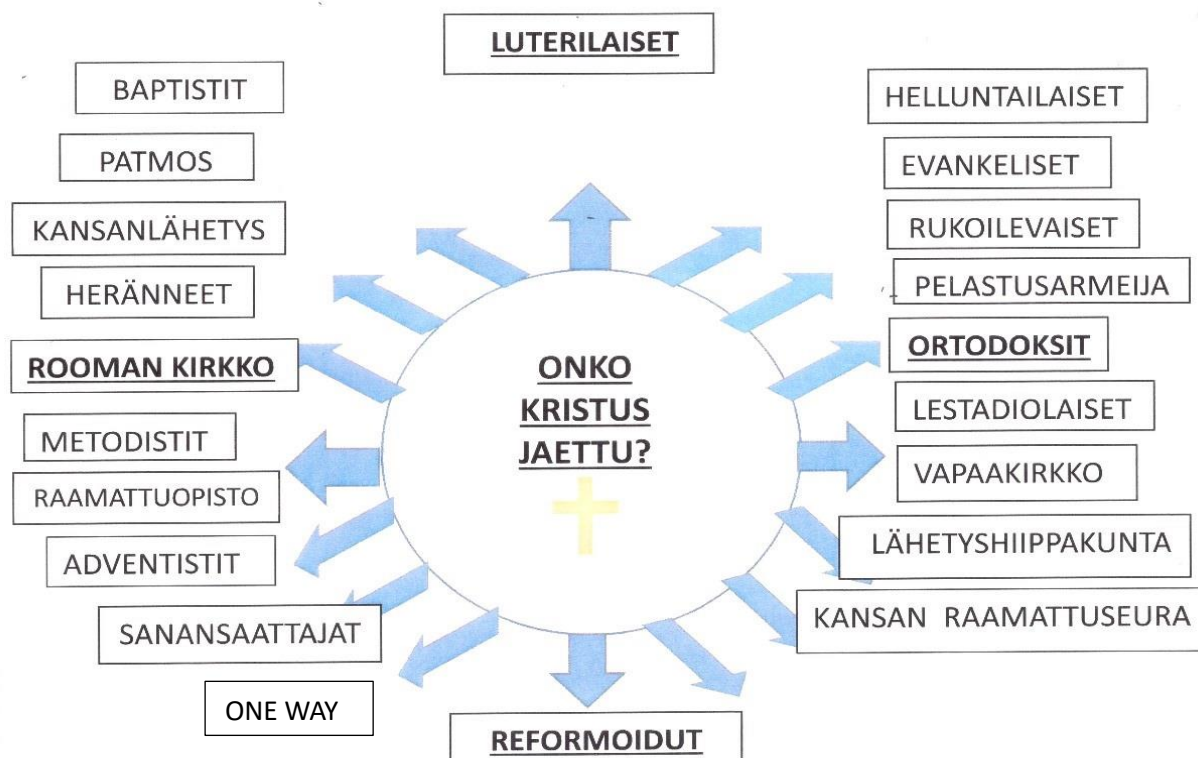 LUTERILAISET
BAPTISTIT
PATMOS
KANSANLÄHETYS
HERÄNNEET
ROOMAN KIRKKO
METODISTIT
RAAMATTUOPISTO
ADVENTISTIT
SANANSAATTAJAT
ONE WAY
ONKO
KRISTUS
JAETTU?
HELLUNTAILAISET
EVANKELISET
RUKOILEVAISET
PELASTUSARMEIJA
ORTODOKSIT
LESTADIOLAISET
VAPAAKIRKKO
LÄHETYSHIIPPAKUNTA
KANSAN RAAMATTUSEURA
REFORMOIDUT